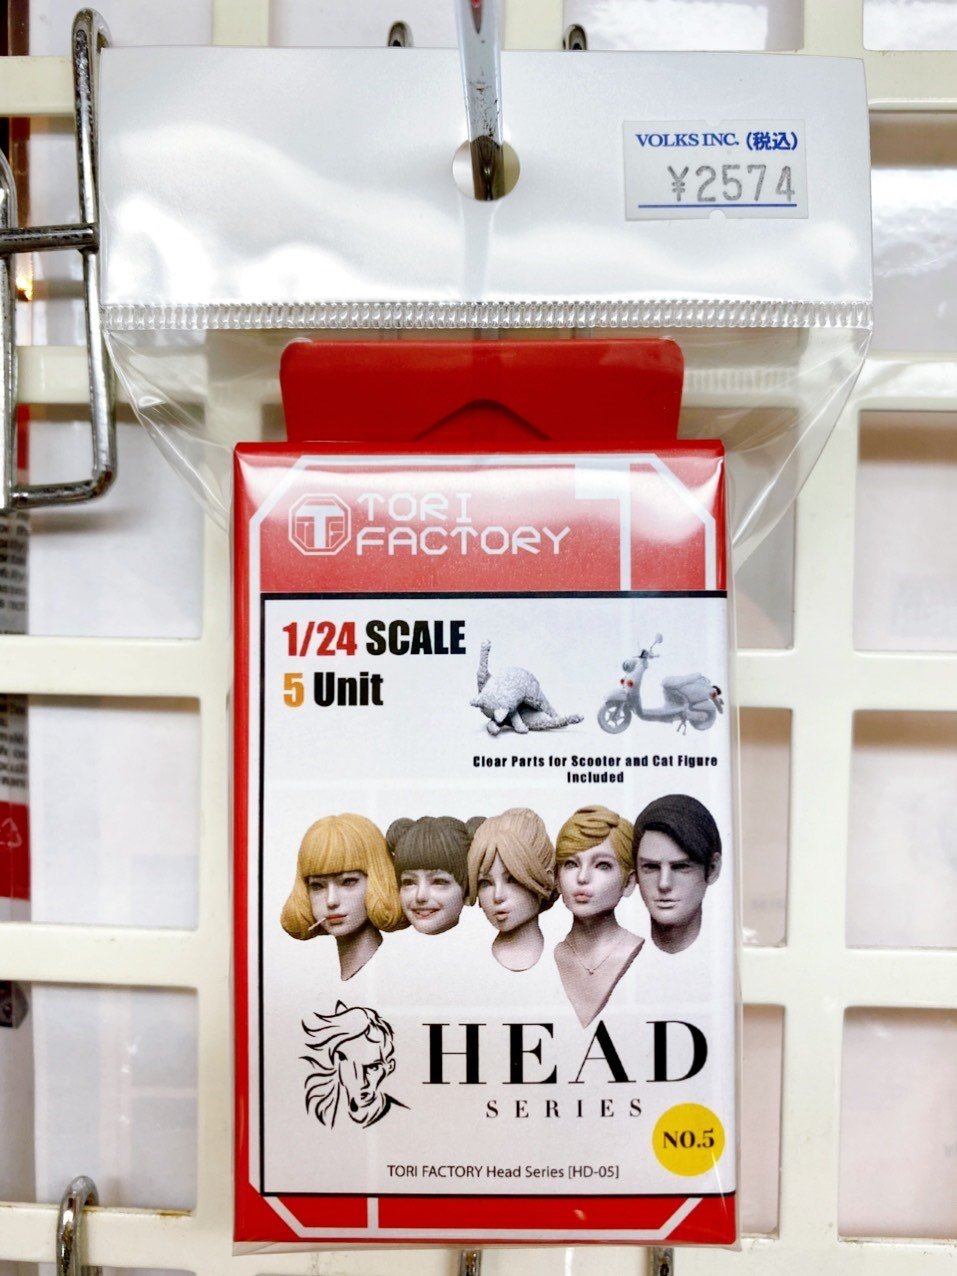 VOLKS INC. (税込)
¥2574
TORI
FACTORY
1/24 SCALE
5 Unit
Clear Parts for Scooter and Cat Figure
Included
HEAD
SERIES
NO.5
TORI FACTORY Head Series [HD-05]